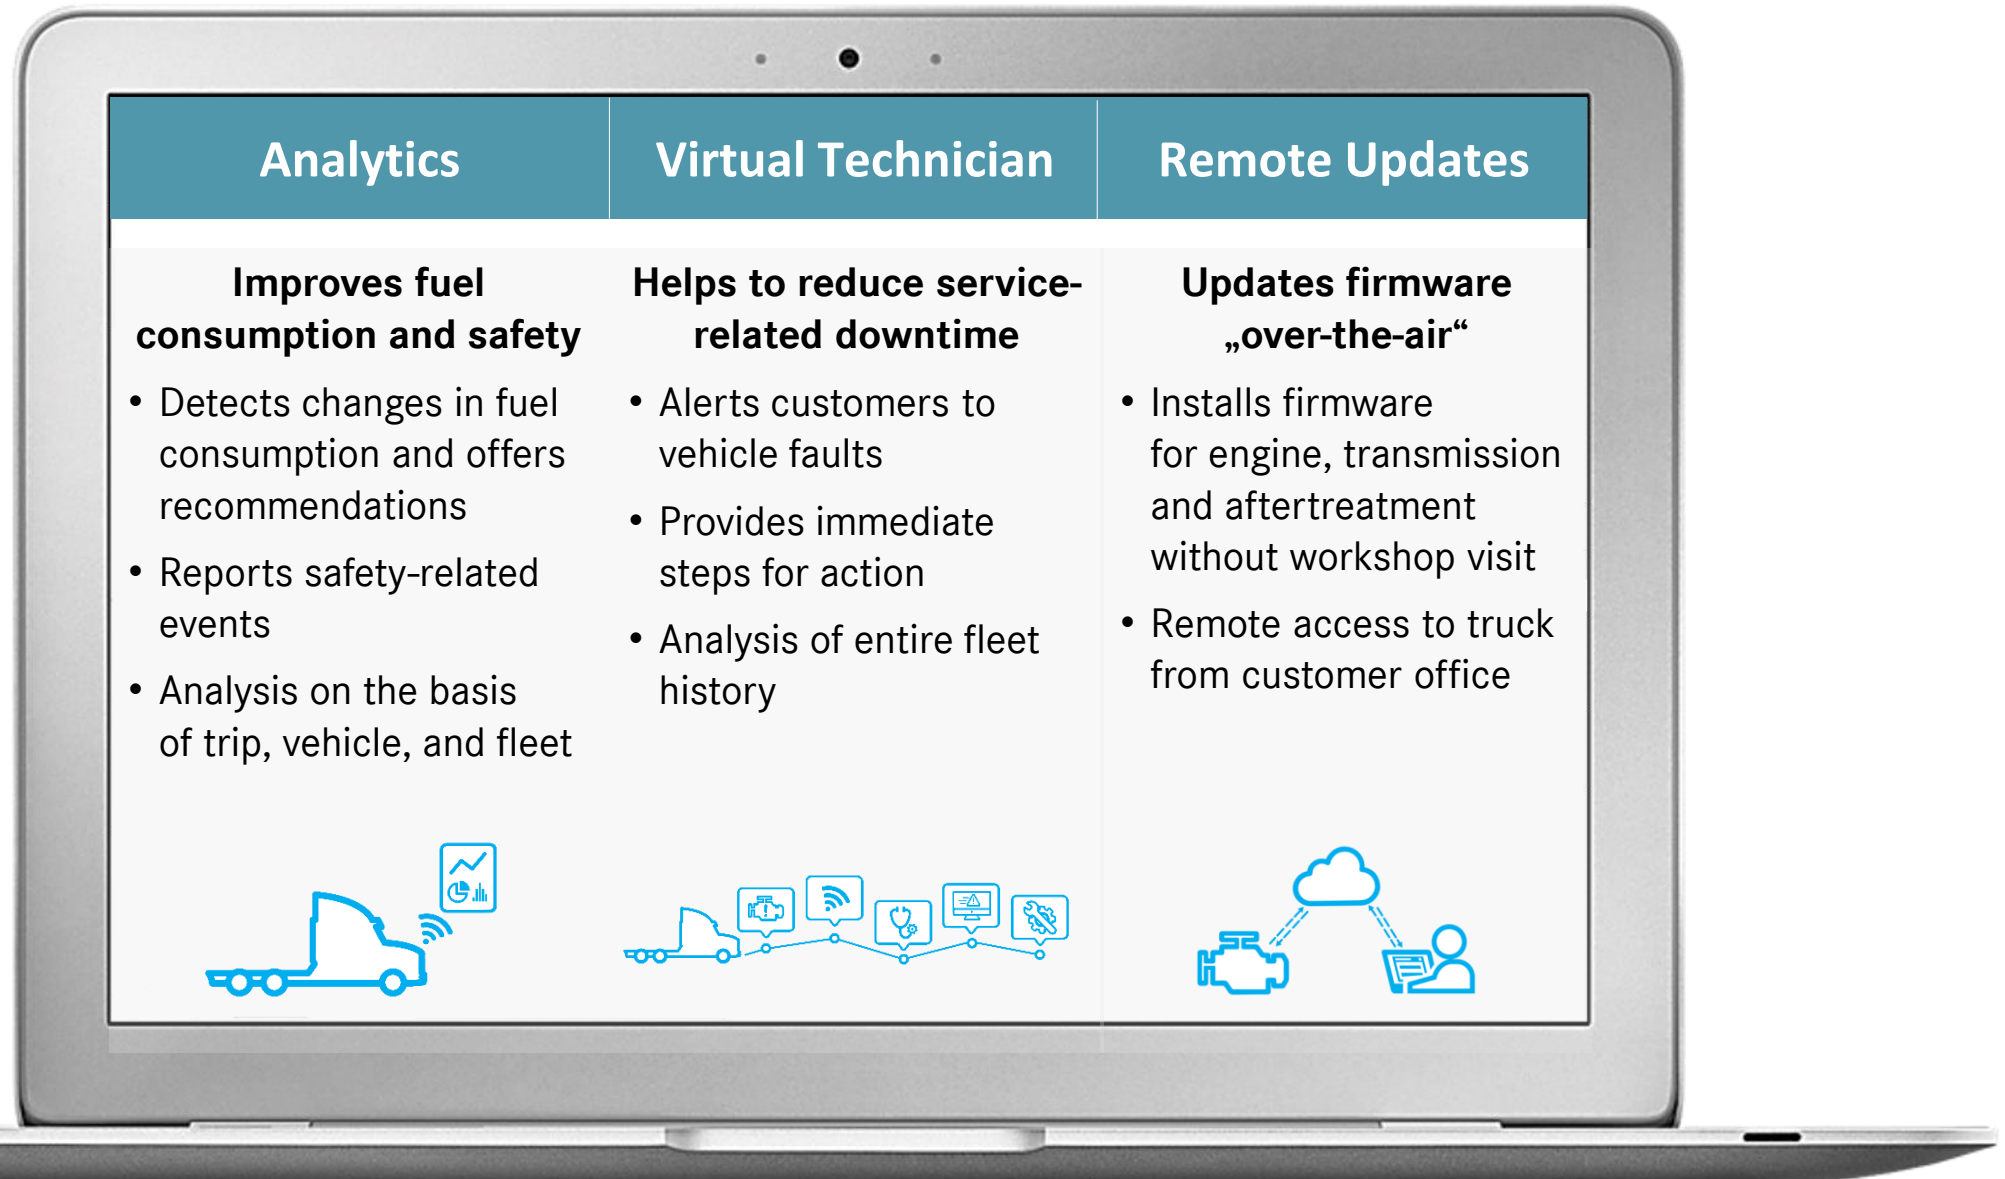 Analytics
Virtual Technician
Remote Updates
Improves fuel
consumption and safety
• Detects changes in fuel
consumption and offers
recommendations
• Reports safety-related
events
• Analysis on the basis
of trip, vehicle, and fleet
Helps to reduce service-
related downtime
• Alerts customers to
vehicle faults
• Provides immediate
steps for action
• Analysis of entire fleet
history
Updates firmware
„over-the-air“
• Installs firmware
for engine, transmission
and aftertreatment
without workshop visit
• Remote access to truck
from customer office